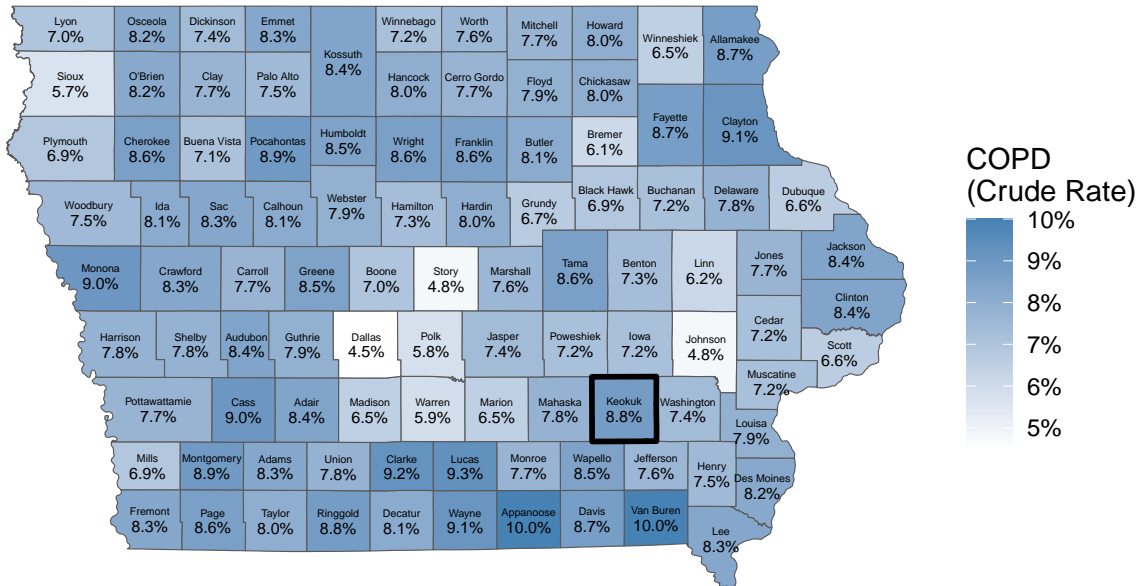 Lyon
7.0%
Osceola
8.2%
Dickinson
7.4%
Emmet
8.3%
Kossuth
8.4%
Winnebago
7.2%
Worth
7.6%
Mitchell
7.7%
Howard
8.0%
Winneshiek
6.5%
Allamakee
8.7%
Sioux
5.7%
O'Brien
8.2%
Clay
7.7%
Palo Alto
7.5%
Hancock
8.0%
Cerro Gordo
7.7%
Floyd
7.9%
Chickasaw
8.0%
Fayette
8.7%
Clayton
9.1%
Plymouth
6.9%
Cherokee
8.6%
Buena Vista
7.1%
Pocahontas
8.9%
Humboldt
8.5%
Wright
8.6%
Franklin
8.6%
Butler
8.1%
Bremer
6.1%
Woodbury
7.5%
Ida
8.1%
Sac
8.3%
Calhoun
8.1%
Webster
7.9%
Hamilton
7.3%
Hardin
8.0%
Grundy
6.7%
Black Hawk
6.9%
Buchanan
7.2%
Delaware
7.8%
Dubuque
6.6%
Monona
9.0%
Crawford
8.3%
Carroll
7.7%
Greene
8.5%
Boone
7.0%
Story
4.8%
Marshall
7.6%
Tama
8.6%
Benton
7.3%
Linn
6.2%
Jones
7.7%
Jackson
8.4%
Clinton
8.4%
Harrison
7.8%
Shelby
7.8%
Audubon
8.4%
Guthrie
7.9%
Dallas
4.5%
Polk
5.8%
Jasper
7.4%
Poweshiek
7.2%
Iowa
7.2%
Johnson
4.8%
Cedar
7.2%
Scott
6.6%
Muscatine
7.2%
Pottawattamie
7.7%
Cass
9.0%
Adair
8.4%
Madison
6.5%
Warren
5.9%
Marion
6.5%
Mahaska
7.8%
Keokuk
8.8%
Washington
7.4%
Louisa
7.9%
Mills
6.9%
Montgomery
8.9%
Adams
8.3%
Union
7.8%
Clarke
9.2%
Lucas
9.3%
Monroe
7.7%
Wapello
8.5%
Jefferson
7.6%
Henry
7.5%
Des Moines
8.2%
Fremont
8.3%
Page
8.6%
Taylor
8.0%
Ringgold
8.8%
Decatur
8.1%
Wayne
9.1%
Appanoose
10.0%
Davis
8.7%
Van Buren
10.0%
Lee
8.3%
COPD
(Crude Rate)
10%
9%
8%
7%
6%
5%